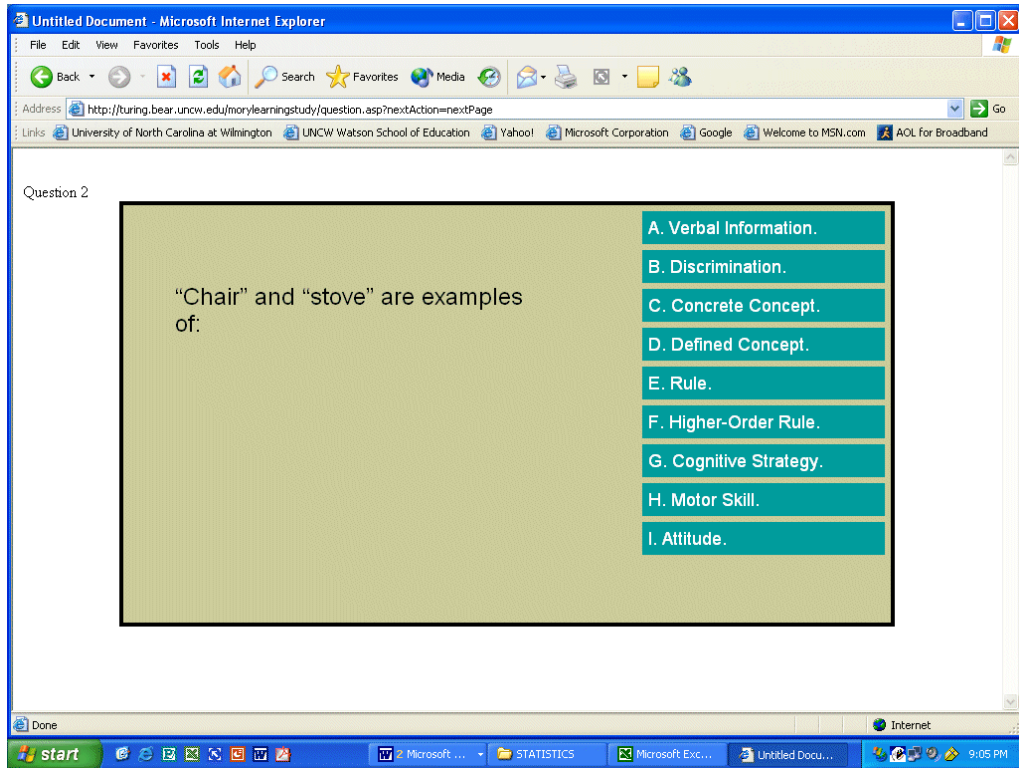 Untitled Document - Microsoft Internet Explorer
File Edit View Favorites Tools Help
Back Search Favorites Media
Address http://turing.bear.uncw.edu/morylearningstudy/question.asp?nextAction=nextPage Go
Links University of North Carolina at Wilmington UNCW Watson School of Education Yahoo! Microsoft Corporation Google Welcome to MSN.com AOL for Broadband
Question 2
“Chair” and “stove” are examples
of:
A. Verbal Information.
B. Discrimination.
C. Concrete Concept.
D. Defined Concept.
E. Rule.
F. Higher-Order Rule.
G. Cognitive Strategy.
H. Motor Skill.
I. Attitude.
Done Internet
start 2 Microsoft ... STATISTICS Microsoft Exc... Untitled Docu... 9:05 PM